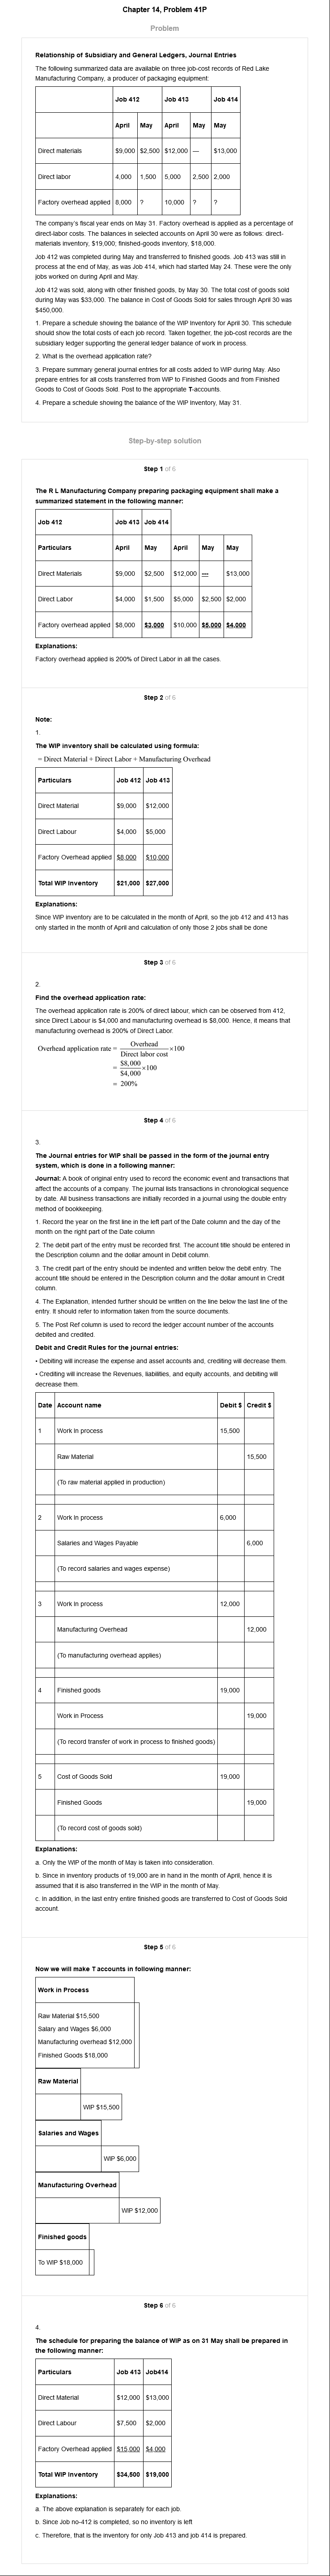 Chapter 14, Problem 41P
Problem
Relationship of Subsidiary and General Ledgers, Journal Entries
The following summarized data are available on three job-cost records of Red Lake
Manufacturing Company, a producer of packaging equipment:
Job 412 Job 413 Job 414
April May April May May
Direct materials $9,000 $2,500 $12,000 — $13,000
Direct labor 4,000 1,500 5,000 2,500 2,000
Factory overhead applied 8,000 ? 10,000 ? ?
The company's fiscal year ends on May 31. Factory overhead is applied as a percentage of
direct-labor costs. The balances in selected accounts on April 30 were as follows: direct-
materials inventory, $19,000; finished-goods inventory, $18,000.
Job 412 was completed during May and transferred to finished goods. Job 413 was still in
process at the end of May, as was Job 414, which had started May 24. These were the only
jobs worked on during April and May.
Job 412 was sold, along with other finished goods, by May 30. The total cost of goods sold
during May was $33,000. The balance in Cost of Goods Sold for sales through April 30 was
$450,000.
1. Prepare a schedule showing the balance of the WIP Inventory for April 30. This schedule
should show the total costs of each job record. Taken together, the job-cost records are the
subsidiary ledger supporting the general ledger balance of work in process.
2. What is the overhead application rate?
3. Prepare summary general journal entries for all costs added to WIP during May. Also
prepare entries for all costs transferred from WIP to Finished Goods and from Finished
Goods to Cost of Goods Sold. Post to the appropriate T-accounts.
4. Prepare a schedule showing the balance of the WIP inventory, May 31.
Step-by-step solution
Step 1 of 6
The R L Manufacturing Company preparing packaging equipment shall make a
summarized statement in the following manner:
Job 412 Job 413 Job 414
Particulars April May April May May
Direct Materials $9,000 $2,500 $12,000 --- $13,000
Direct Labor $4,000 $1,500 $5,000 $2,500 $2,000
Factory overhead applied $8,000 $3,000 $10,000 $5,000 $4,000
Explanations:
Factory overhead applied is 200% of Direct Labor in all the cases.
Step 2 of 6
Note:
1.
The WIP inventory shall be calculated using formula:
= Direct Material + Direct Labor + Manufacturing Overhead
Particulars Job 412 Job 413
Direct Material $9,000 $12,000
Direct Labour $4,000 $5,000
Factory Overhead applied $8,000 $10,000
Total WIP Inventory $21,000 $27,000
Explanations:
Since WIP inventory are to be calculated in the month of April, so the job 412 and 413 has
only started in the month of April and calculation of only those 2 jobs shall be done
Step 3 of 6
2.
Find the overhead application rate:
The overhead application rate is 200% of direct labour, which can be observed from 412,
since Direct Labour is $4,000 and manufacturing overhead is $8,000. Hence, it means that
manufacturing overhead is 200% of Direct Labor.
Overhead application rate = Overhead / Direct labor cost ×100
= $8,000 / $4,000 ×100
= 200%
Step 4 of 6
3.
The Journal entries for WIP shall be passed in the form of the journal entry
system, which is done in a following manner:
Journal: A book of original entry used to record the economic event and transactions that
affect the accounts of a company. The journal lists transactions in chronological sequence
by date. All business transactions are initially recorded in a journal using the double entry
method of bookkeeping.
1. Record the year on the first line in the left part of the Date column and the day of the
month on the right part of the Date column
2. The debit part of the entry must be recorded first. The account title should be entered in
the Description column and the dollar amount in Debit column.
3. The credit part of the entry should be indented and written below the debit entry. The
account title should be entered in the Description column and the dollar amount in Credit
column.
4. The Explanation, intended further should be written on the line below the last line of the
entry. It should refer to information taken from the source documents.
5. The Post Ref column is used to record the ledger account number of the accounts
debited and credited.
Debit and Credit Rules for the journal entries:
• Debiting will increase the expense and asset accounts and, crediting will decrease them.
• Crediting will increase the Revenues, liabilities, and equity accounts, and debiting will
decrease them.
Date Account name Debit $ Credit $
1 Work In process 15,500
Raw Material 15,500
(To raw material applied in production)
2 Work In process 6,000
Salaries and Wages Payable 6,000
(To record salaries and wages expense)
3 Work In process 12,000
Manufacturing Overhead 12,000
(To manufacturing overhead applies)
4 Finished goods 19,000
Work in Process 19,000
(To record transfer of work in process to finished goods)
5 Cost of Goods Sold 19,000
Finished Goods 19,000
(To record cost of goods sold)
Explanations:
a. Only the WIP of the month of May is taken into consideration.
b. Since in inventory products of 19,000 are in hand in the month of April, hence it is
assumed that it is also transferred in the WIP in the month of May.
c. In addition, in the last entry entire finished goods are transferred to Cost of Goods Sold
account.
Step 5 of 6
Now we will make T accounts in following manner:
Work in Process
Raw Material $15,500
Salary and Wages $6,000
Manufacturing overhead $12,000
Finished Goods $18,000
Raw Material
WIP $15,500
Salaries and Wages
WIP $6,000
Manufacturing Overhead
WIP $12,000
Finished goods
To WIP $18,000
Step 6 of 6
4.
The schedule for preparing the balance of WIP as on 31 May shall be prepared in
the following manner:
Particulars Job 413 Job414
Direct Material $12,000 $13,000
Direct Labour $7,500 $2,000
Factory Overhead applied $15,000 $4,000
Total WIP Inventory $34,500 $19,000
Explanations:
a. The above explanation is separately for each job.
b. Since Job no-412 is completed, so no inventory is left
c. Therefore, that is the inventory for only Job 413 and job 414 is prepared.